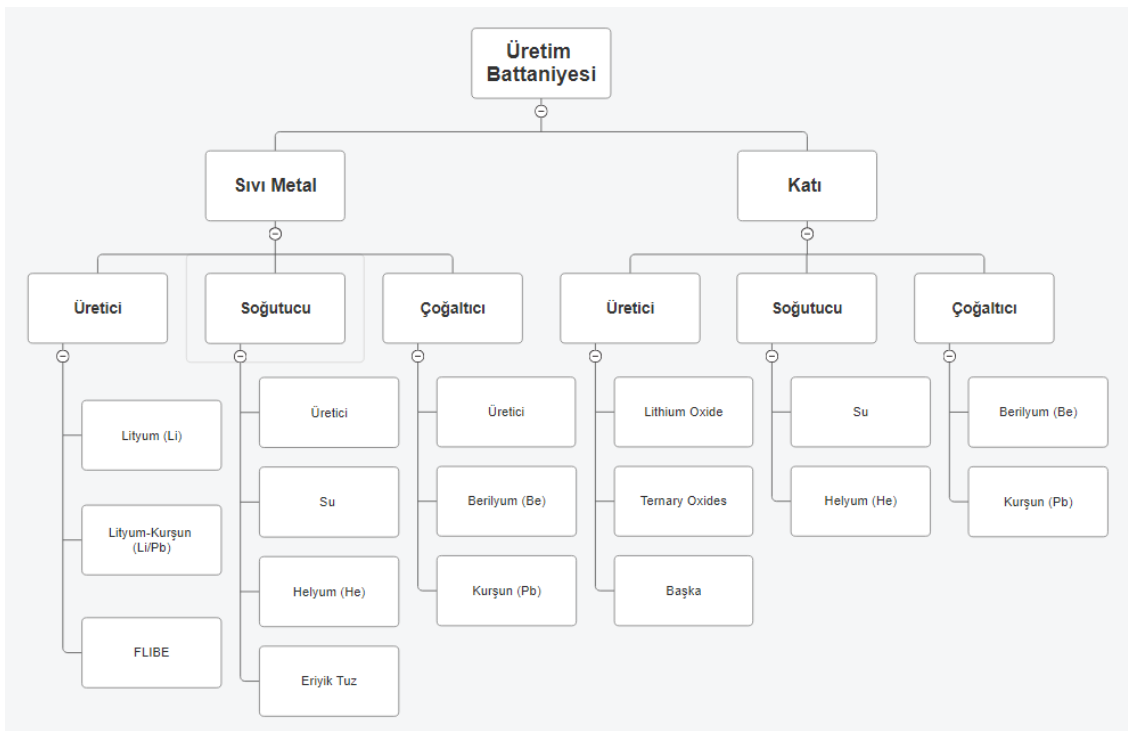 Üretim
Battaniyesi
Sıvı Metal
Katı
Üretici
Soğutucu
Çoğaltıcı
Üretici
Soğutucu
Çoğaltıcı
Lityum (Li)
Lityum-Kurşun
(Li/Pb)
FLIBE
Üretici
Su
Helyum (He)
Eriyik Tuz
Üretici
Berilyum (Be)
Kurşun (Pb)
Lithium Oxide
Ternary Oxides
Başka
Su
Helyum (He)
Berilyum (Be)
Kurşun (Pb)